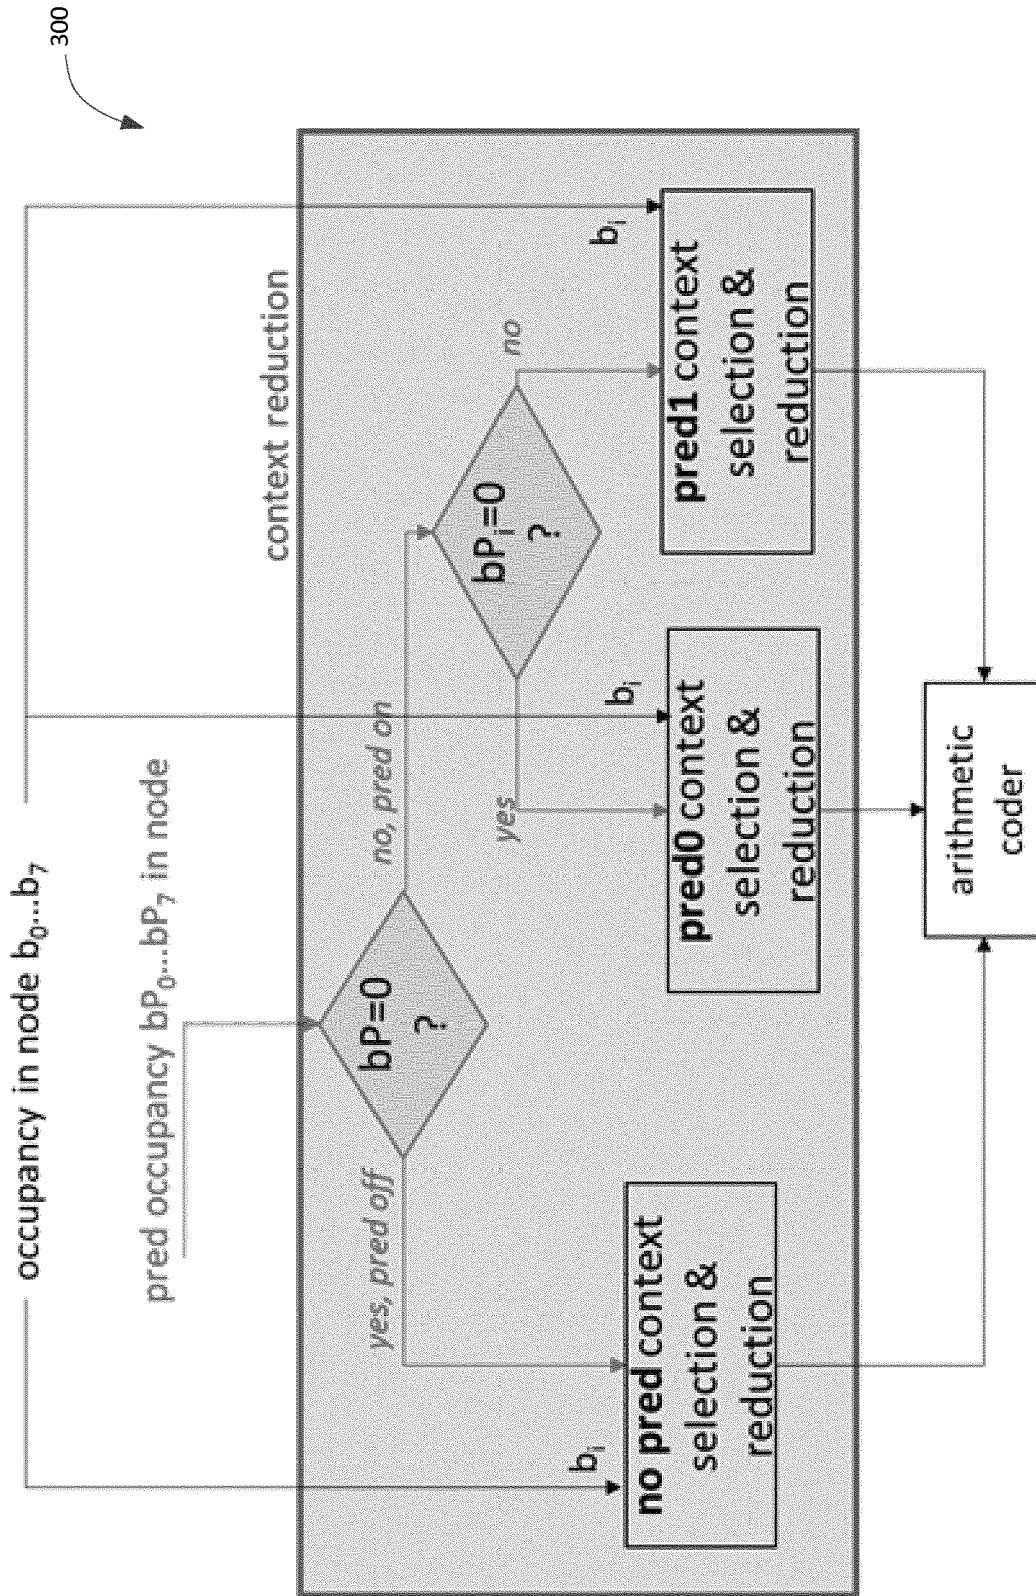 300
occupancy in node b₀...b₇
pred occupancy bP₀...bP₇ in node
context reduction
bP=0
?
yes, pred off
no, pred on
bPᵢ=0
?
yes
no
bᵢ
no pred context
selection &
reduction
bᵢ
pred0 context
selection &
reduction
bᵢ
pred1 context
selection &
reduction
arithmetic
coder